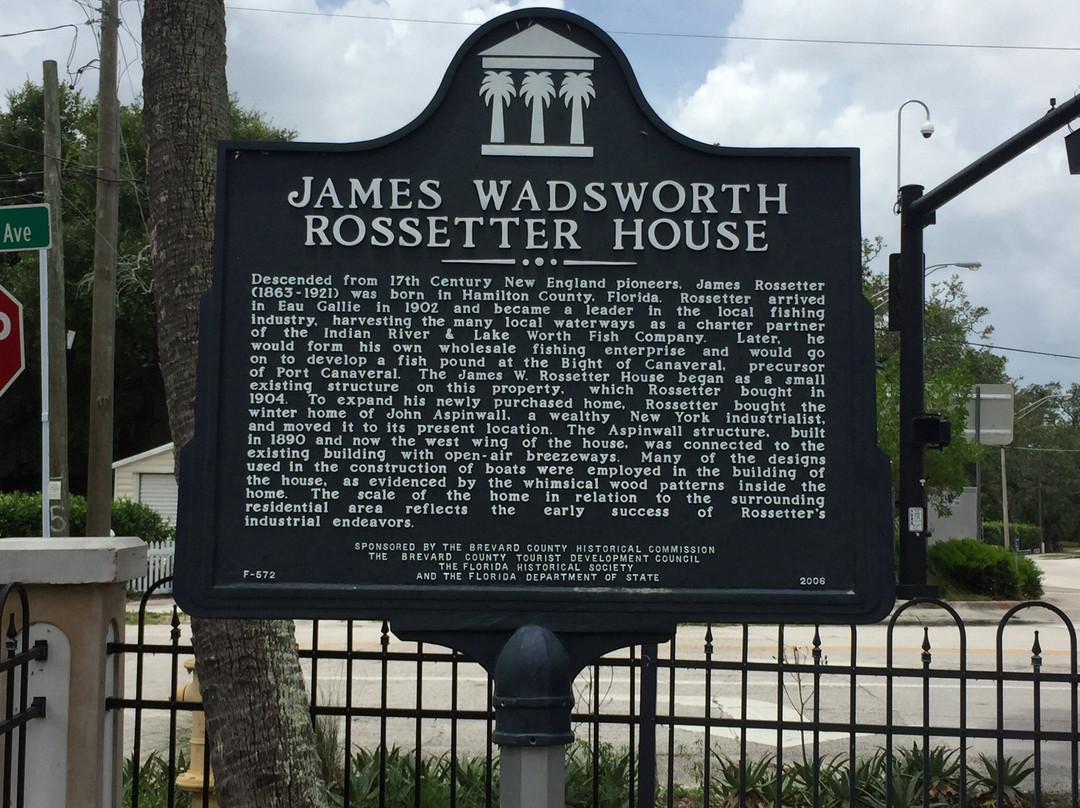 JAMES WADSWORTH
ROSSETTER HOUSE
Descended from 17th Century New England pioneers, James Rossetter
(1863-1921) was born in Hamilton County, Florida. Rossetter arrived
in Eau Gallie in 1902 and became a leader in the local fishing
industry, harvesting the many local waterways as a charter partner
of the Indian River & Lake Worth Fish Company. Later, he
would form his own wholesale fishing enterprise and would go
on to develop a fish pound at the Bight of Canaveral, precursor
of Port Canaveral. The James W. Rossetter House began as a small
existing structure on this property, which Rossetter bought in
1904. To expand his newly purchased home, Rossetter bought the
winter home of John Aspinwall, a wealthy New York industrialist,
and moved it to its present location. The Aspinwall structure, built
in 1890 and now the west wing of the house, was connected to the
existing building with open-air breezeways. Many of the designs
used in the construction of boats were employed in the building of
the house, as evidenced by the whimsical wood patterns inside the
home. The scale of the home in relation to the surrounding
residential area reflects the early success of Rossetter's
industrial endeavors.
SPONSORED BY THE BREVARD COUNTY HISTORICAL COMMISSION
THE BREVARD COUNTY TOURIST DEVELOPMENT COUNCIL
THE FLORIDA HISTORICAL SOCIETY
AND THE FLORIDA DEPARTMENT OF STATE
F-572
2006
Ave